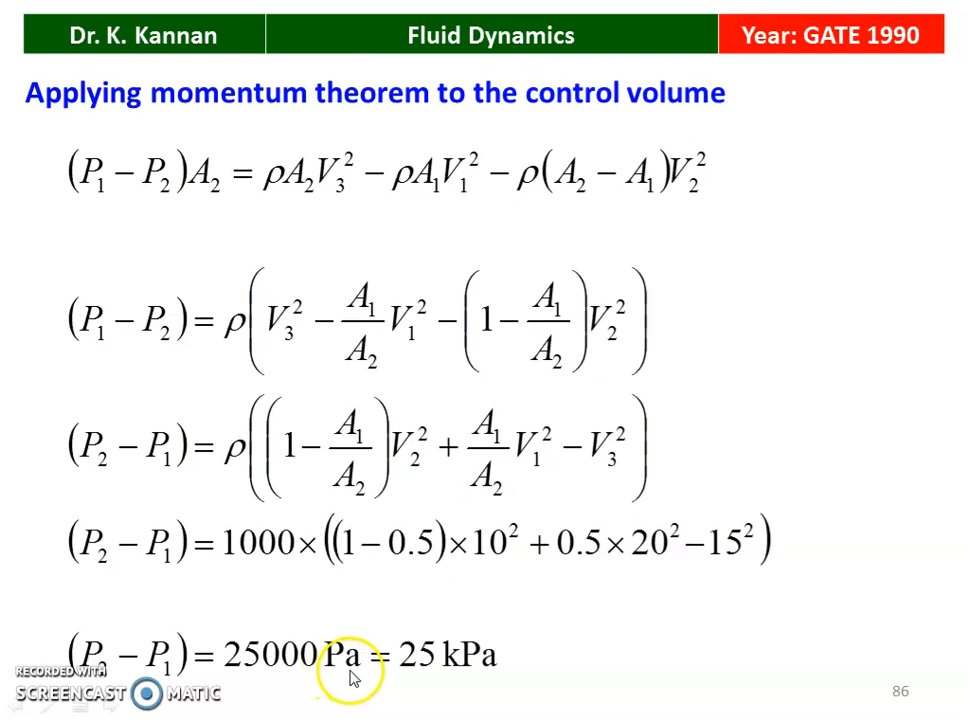 Dr. K. Kannan Fluid Dynamics Year: GATE 1990
Applying momentum theorem to the control volume
(P₁ − P₂)A₂ = ρA₂V₃² − ρA₁V₁² − ρ(A₂ − A₁)V₂²
(P₁ − P₂) = ρ(V₃² − A₁/A₂ V₁² − (1 − A₁/A₂)V₂²)
(P₂ − P₁) = ρ((1 − A₁/A₂)V₂² + A₁/A₂ V₁² − V₃²)
(P₂ − P₁) = 1000×((1 − 0.5)×10² + 0.5×20² −15²)
(P₂ − P₁) = 25000 Pa = 25 kPa
RECORDED WITH
SCREENCAST MATIC
86